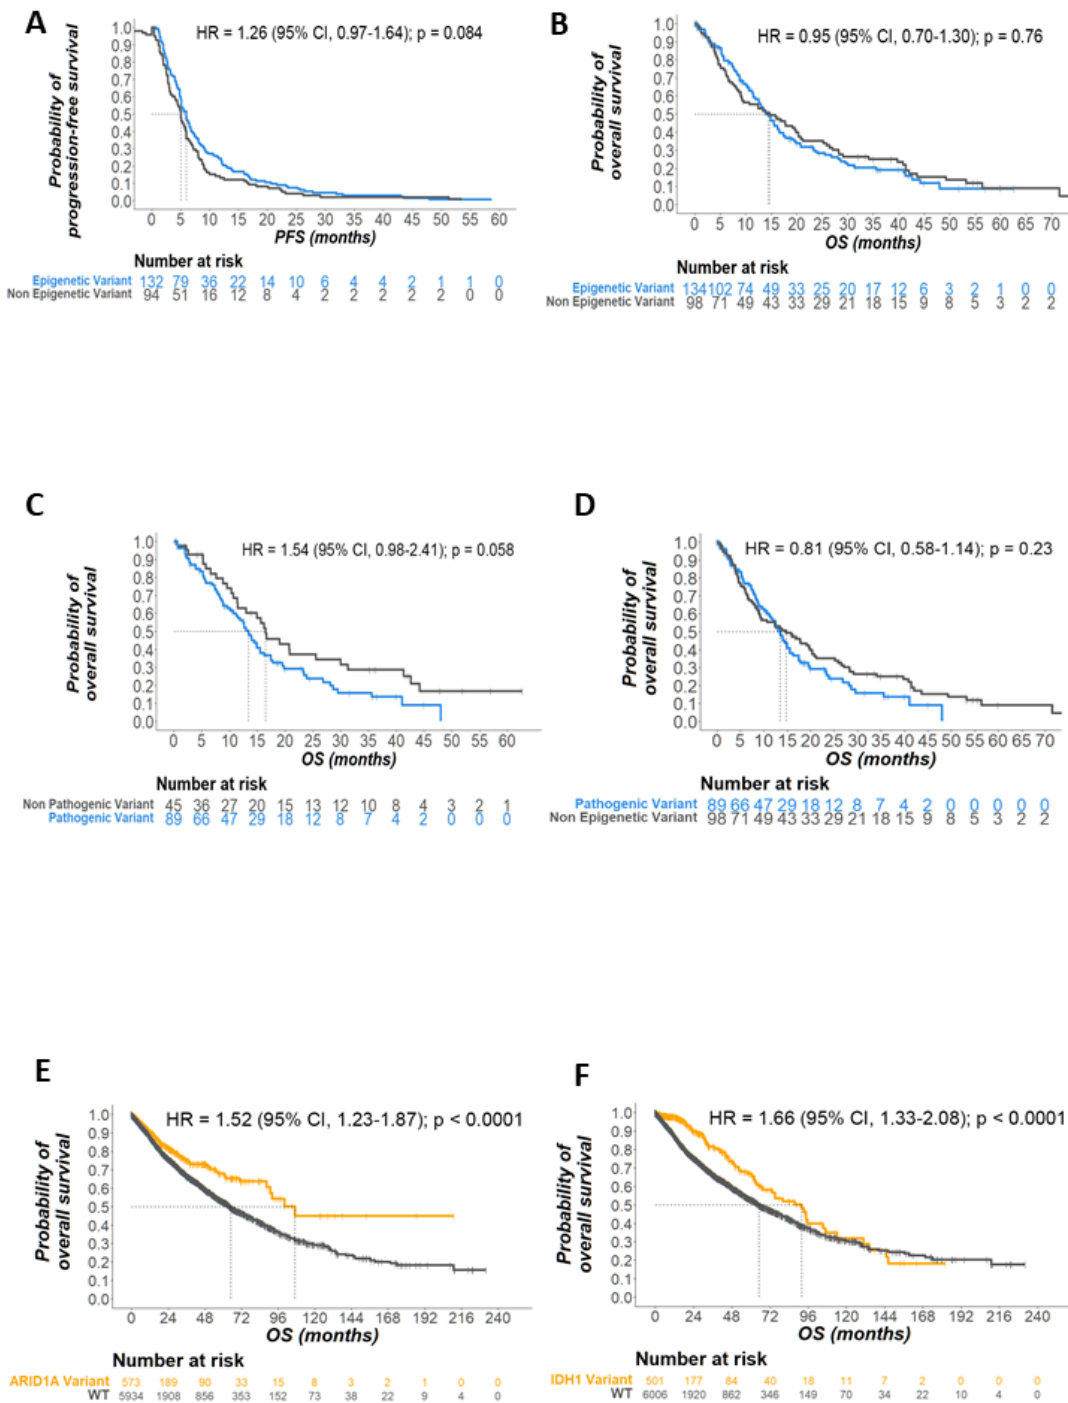 A
HR = 1.26 (95% CI, 0.97-1.64); p = 0.084
Probability of
progression-free survival
1.0
0.9
0.8
0.7
0.6
0.5
0.4
0.3
0.2
0.1
0.0
0 5 10 15 20 25 30 35 40 45 50 55 60
PFS (months)
Number at risk
Epigenetic Variant 132 79 36 22 14 10 6 4 4 2 1 1 0
Non Epigenetic Variant 94 51 16 12 8 4 2 2 2 2 2 0 0
B
HR = 0.95 (95% CI, 0.70-1.30); p = 0.76
Probability of
overall survival
1.0
0.9
0.8
0.7
0.6
0.5
0.4
0.3
0.2
0.1
0.0
0 5 10 15 20 25 30 35 40 45 50 55 60 65 70
OS (months)
Number at risk
Epigenetic Variant 134 102 74 49 33 25 20 17 12 6 3 2 1 0 0
Non Epigenetic Variant 98 71 49 43 33 29 21 18 15 9 8 5 3 2 2
C
HR = 1.54 (95% CI, 0.98-2.41); p = 0.058
Probability of
overall survival
1.0
0.9
0.8
0.7
0.6
0.5
0.4
0.3
0.2
0.1
0.0
0 5 10 15 20 25 30 35 40 45 50 55 60
OS (months)
Number at risk
Non Pathogenic Variant 45 36 27 20 15 13 12 10 8 4 3 2 1
Pathogenic Variant 89 66 47 29 18 12 8 7 4 2 0 0 0
D
HR = 0.81 (95% CI, 0.58-1.14); p = 0.23
Probability of
overall survival
1.0
0.9
0.8
0.7
0.6
0.5
0.4
0.3
0.2
0.1
0.0
0 5 10 15 20 25 30 35 40 45 50 55 60 65 70
OS (months)
Number at risk
Pathogenic Variant 89 66 47 29 18 12 8 7 4 2 0 0 0 0 0
Non Epigenetic Variant 98 71 49 43 33 29 21 18 15 9 8 5 3 2 2
E
HR = 1.52 (95% CI, 1.23-1.87); p < 0.0001
Probability of
overall survival
1.0
0.9
0.8
0.7
0.6
0.5
0.4
0.3
0.2
0.1
0.0
0 24 48 72 96 120 144 168 192 216 240
OS (months)
Number at risk
ARID1A Variant 573 189 90 33 15 8 3 2 1 0 0
WT 5934 1908 856 353 152 73 38 22 9 4 0
F
HR = 1.66 (95% CI, 1.33-2.08); p < 0.0001
Probability of
overall survival
1.0
0.9
0.8
0.7
0.6
0.5
0.4
0.3
0.2
0.1
0.0
0 24 48 72 96 120 144 168 192 216 240
OS (months)
Number at risk
IDH1 Variant 501 177 84 40 18 11 7 2 0 0 0
WT 6006 1920 862 346 149 70 34 22 10 4 0